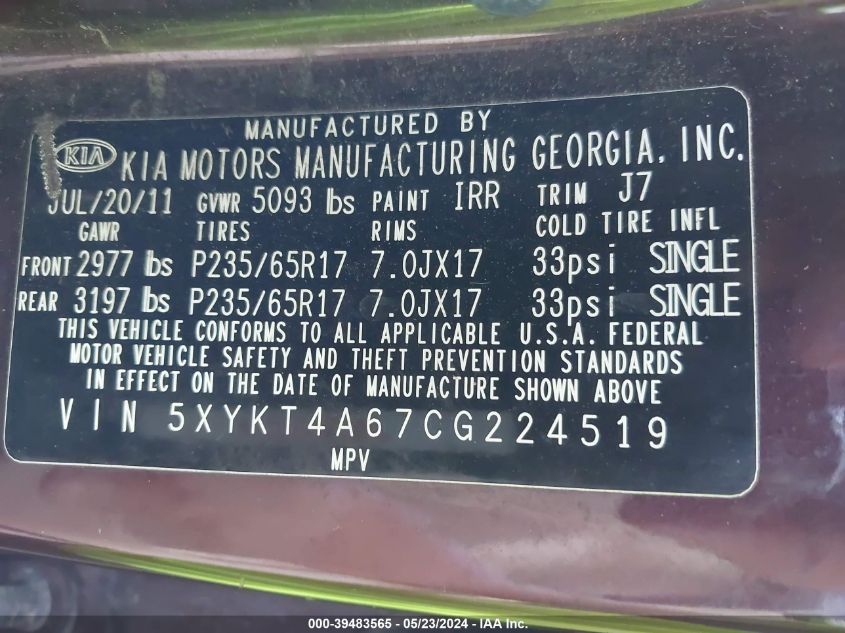 MANUFACTURED BY
KIA KIA MOTORS MANUFACTURING GEORGIA, INC.
JUL/20/11 GVWR 5093 lbs PAINT IRR TRIM J7
GAWR TIRES RIMS COLD TIRE INFL
FRONT 2977 lbs P235/65R17 7.0JX17 33psi SINGLE
REAR 3197 lbs P235/65R17 7.0JX17 33psi SINGLE
THIS VEHICLE CONFORMS TO ALL APPLICABLE U.S.A. FEDERAL
MOTOR VEHICLE SAFETY AND THEFT PREVENTION STANDARDS
IN EFFECT ON THE DATE OF MANUFACTURE SHOWN ABOVE
VIN 5XYKT4A67CG224519
MPV
000-39483565 - 05/23/2024 - IAA Inc.